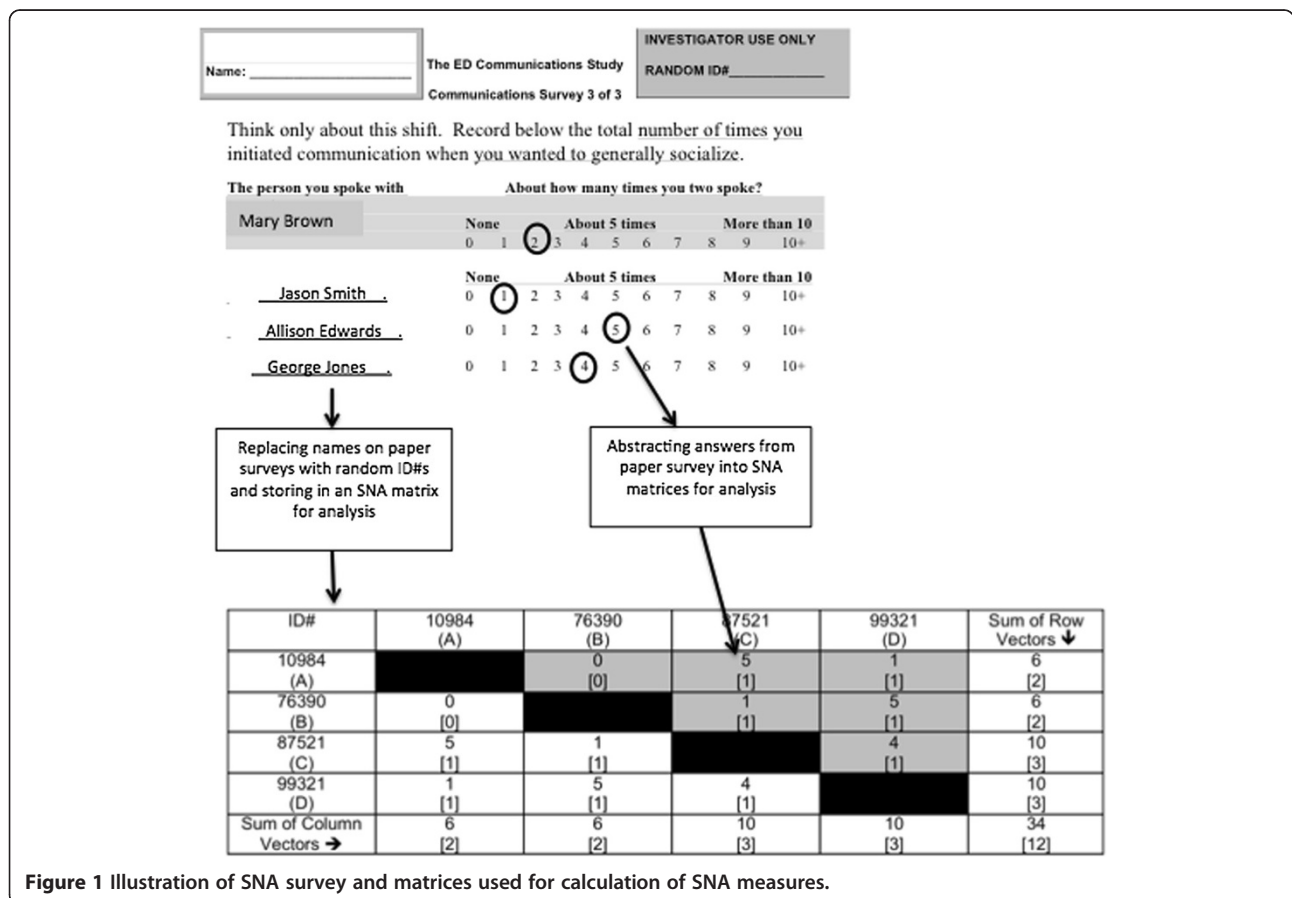 Name:
The ED Communications Study
Communications Survey 3 of 3
INVESTIGATOR USE ONLY
RANDOM ID#
Think only about this shift. Record below the total number of times you
initiated communication when you wanted to generally socialize.
The person you spoke with About how many times you two spoke?
Mary Brown
None About 5 times More than 10
0 1 2 3 4 5 6 7 8 9 10+
None About 5 times More than 10
Jason Smith . 0 1 2 3 4 5 6 7 8 9 10+
Allison Edwards . 0 1 2 3 4 5 6 7 8 9 10+
George Jones . 0 1 2 3 4 5 6 7 8 9 10+
Replacing names on paper
surveys with random ID#s
and storing in an SNA matrix
for analysis
Abstracting answers from
paper survey into SNA
matrices for analysis
ID# 10984 76390 87521 99321 Sum of Row
(A) (B) (C) (D) Vectors ↓
10984 0 5 1 6
(A) [0] [1] [1] [2]
76390 0 1 5 6
(B) [0] [1] [1] [2]
87521 5 1 4 10
(C) [1] [1] [1] [3]
99321 1 5 4 10
(D) [1] [1] [1] [3]
Sum of Column 6 6 10 10 34
Vectors → [2] [2] [3] [3] [12]
Figure 1 Illustration of SNA survey and matrices used for calculation of SNA measures.